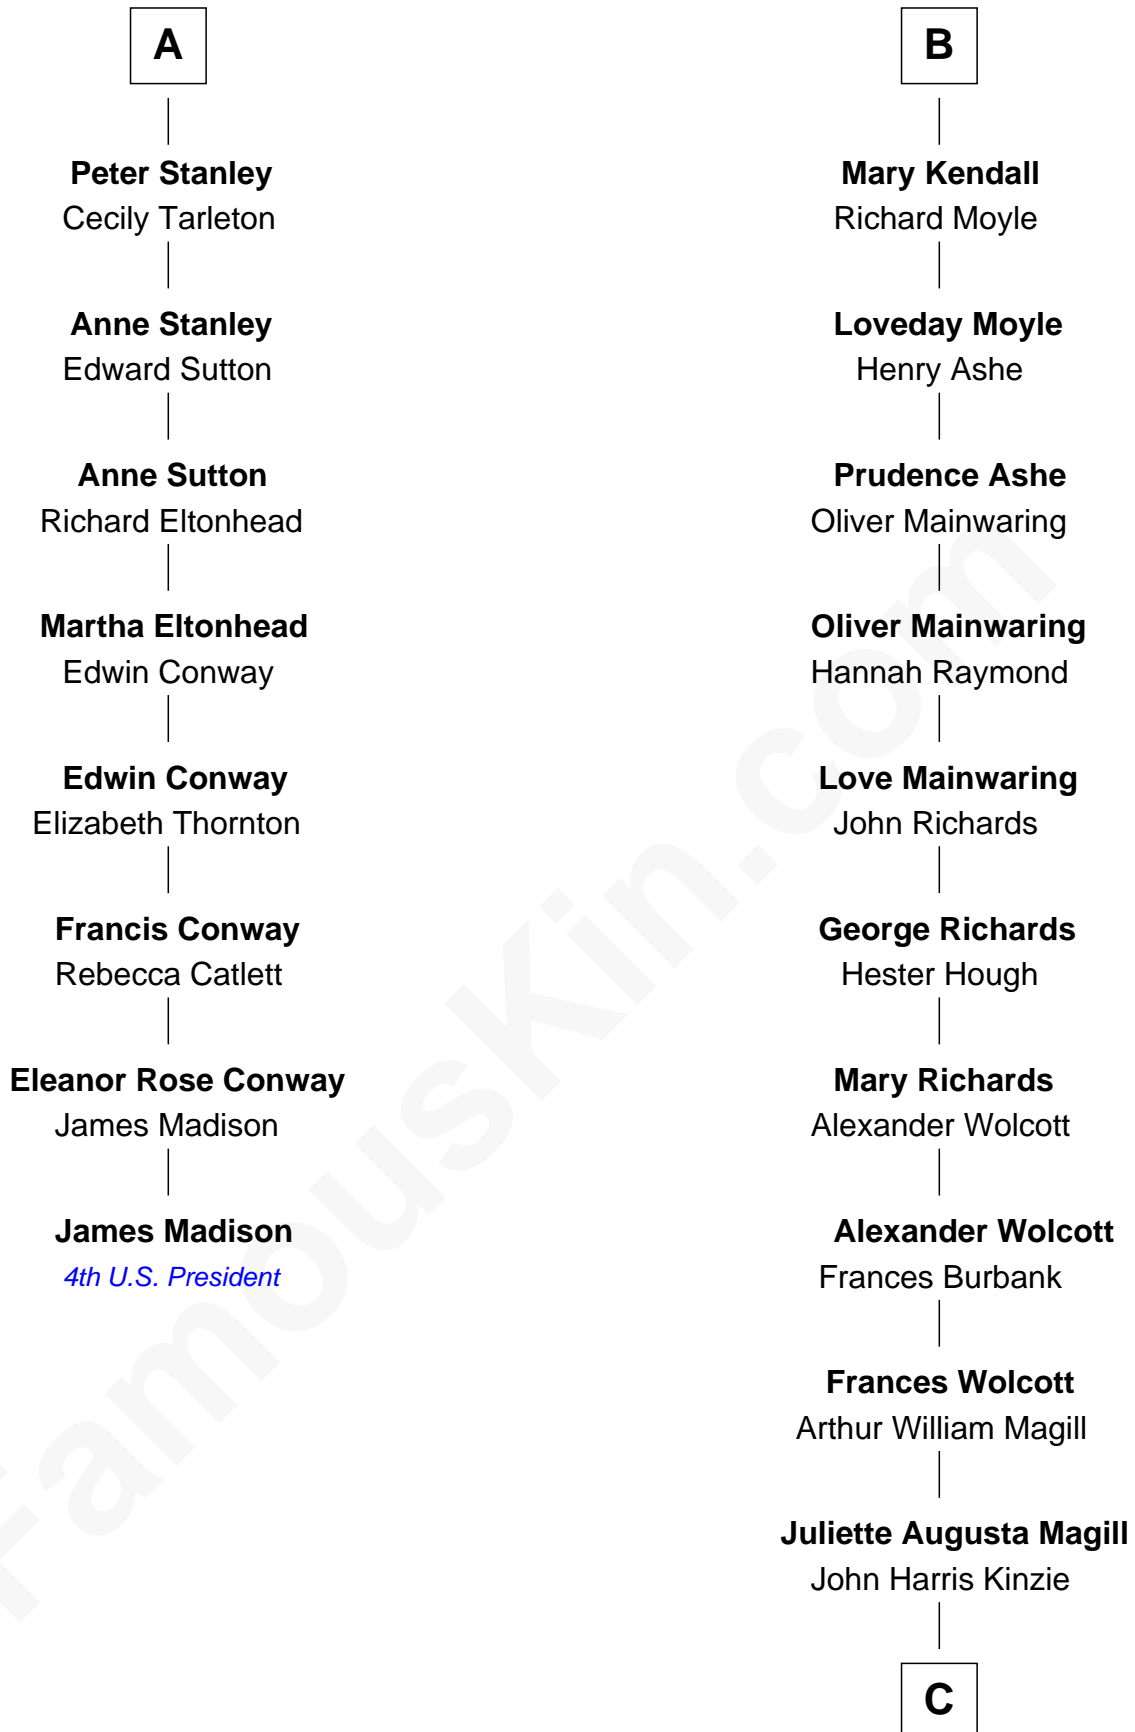 A
Peter Stanley
Cecily Tarleton
Anne Stanley
Edward Sutton
Anne Sutton
Richard Eltonhead
Martha Eltonhead
Edwin Conway
Edwin Conway
Elizabeth Thornton
Francis Conway
Rebecca Catlett
Eleanor Rose Conway
James Madison
James Madison
4th U.S. President
B
Mary Kendall
Richard Moyle
Loveday Moyle
Henry Ashe
Prudence Ashe
Oliver Mainwaring
Oliver Mainwaring
Hannah Raymond
Love Mainwaring
John Richards
George Richards
Hester Hough
Mary Richards
Alexander Wolcott
Alexander Wolcott
Frances Burbank
Frances Wolcott
Arthur William Magill
Juliette Augusta Magill
John Harris Kinzie
C
FamousKin.com